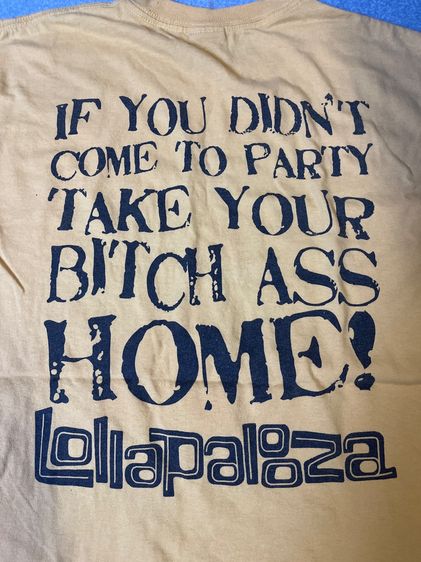 IF YOU DIDN'T
COME TO PARTY
TAKE YOUR
BITCH ASS
HOME!
Lollapalooza